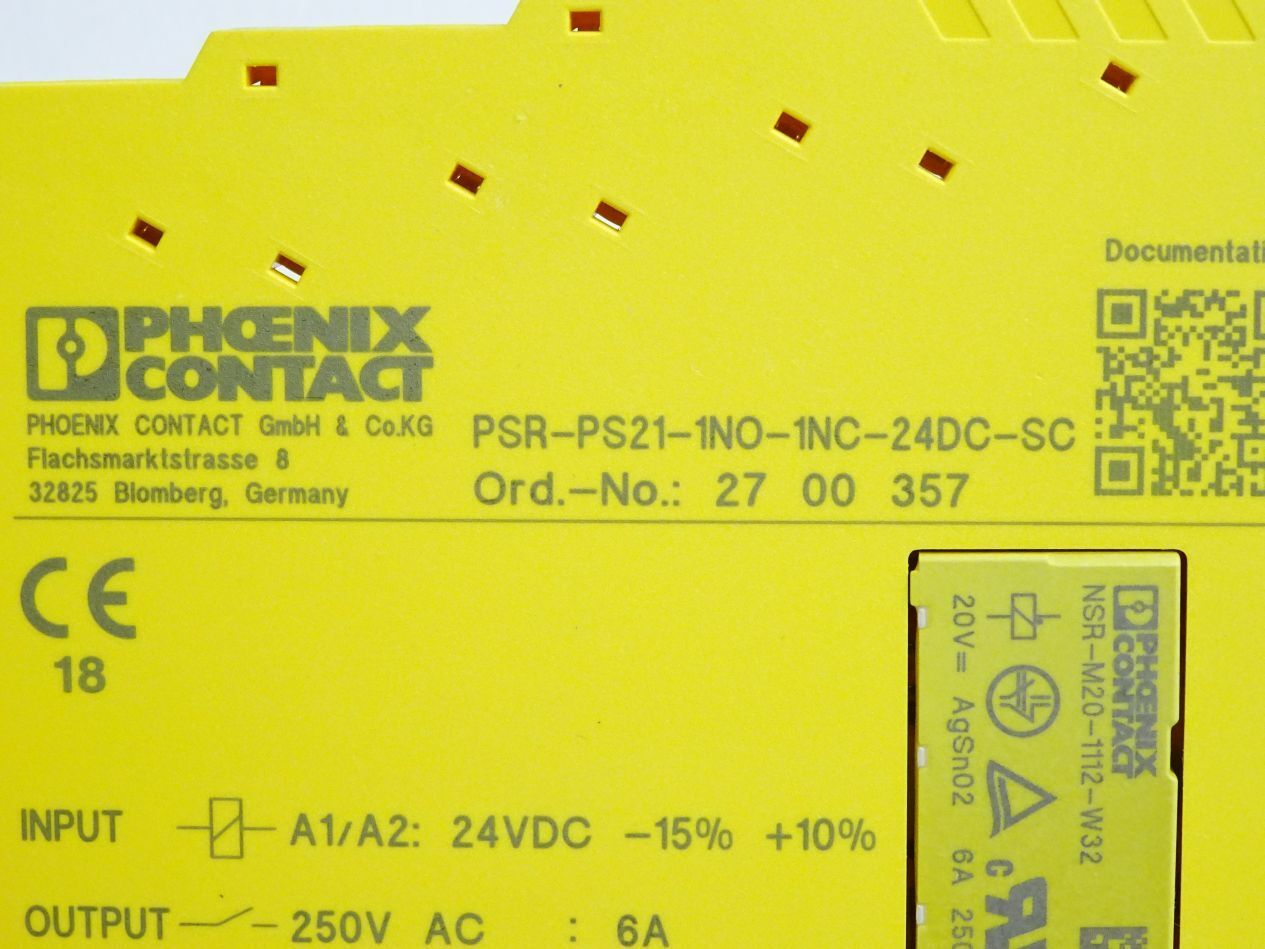 Documentati
PHŒNIX
CONTACT
PHOENIX CONTACT GmbH & Co.KG
Flachsmarktstrasse 8
32825 Blomberg, Germany
PSR-PS21-1NO-1NC-24DC-SC
Ord.-No.: 27 00 357
CE
18
INPUT A1/A2: 24VDC -15% +10%
OUTPUT 250V AC : 6A
PHŒNIX
CONTACT
NSR-M20-1112-W32
20V= AgSnO2 6A 250